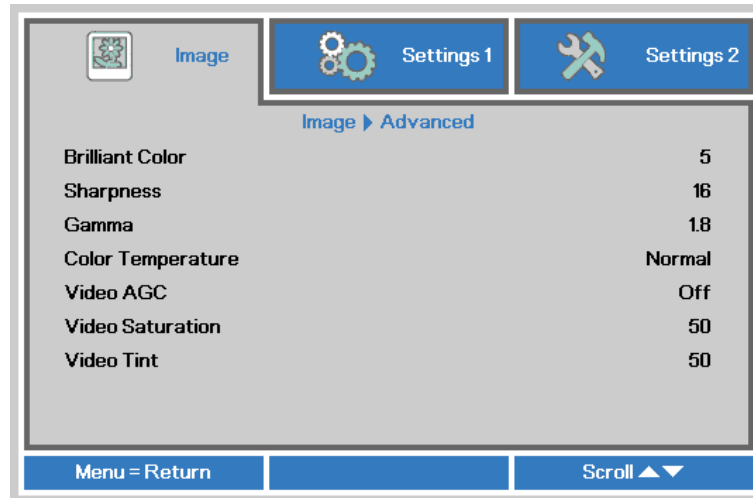 Image
Settings 1
Settings 2
Image ▶ Advanced
Brilliant Color 5
Sharpness 16
Gamma 1.8
Color Temperature Normal
Video AGC Off
Video Saturation 50
Video Tint 50
Menu = Return
Scroll ▲▼